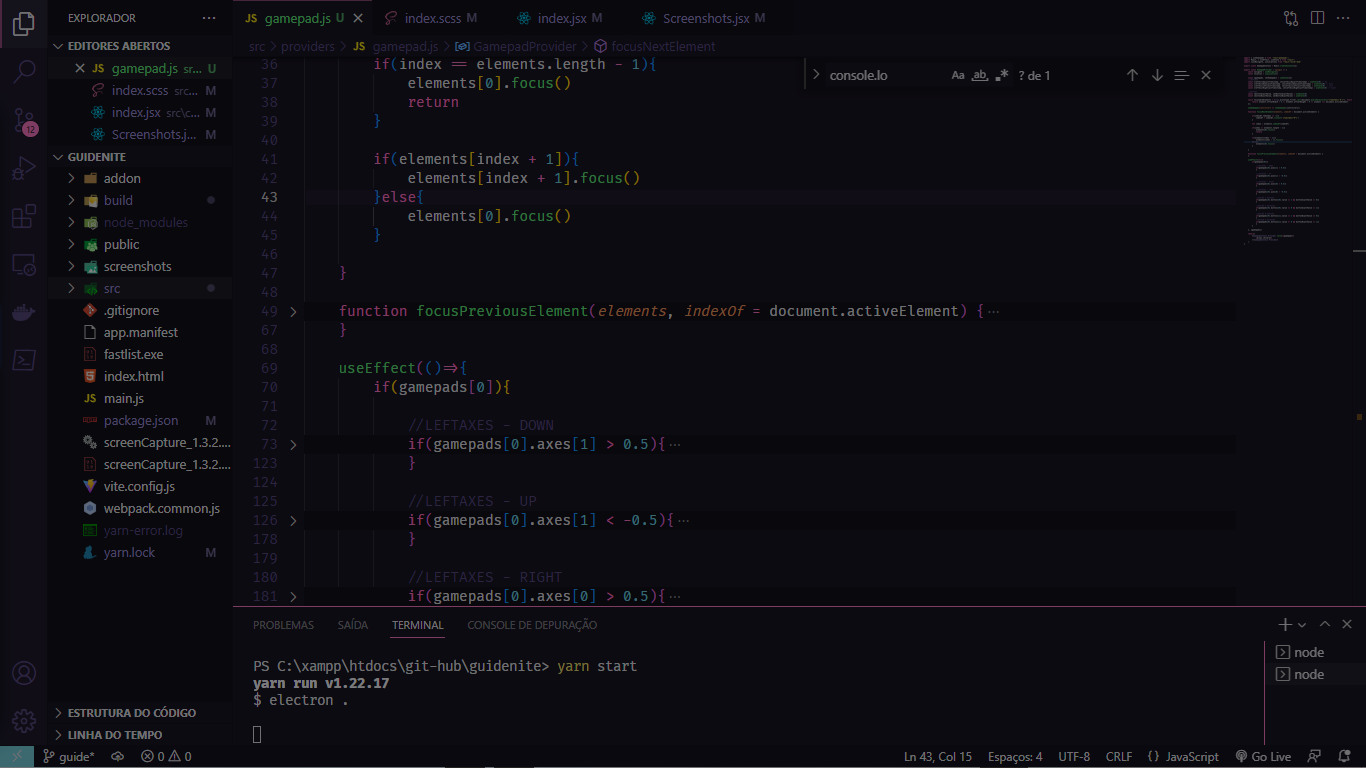 EXPLORADOR
EDITORES ABERTOS
JS gamepad.js sr... U
index.scss src... M
index.jsx src\c... M
Screenshots.j... M
GUIDENITE
addon
build
node_modules
public
screenshots
src
.gitignore
app.manifest
fastlist.exe
index.html
JS main.js
package.json M
screenCapture_1.3.2....
screenCapture_1.3.2....
vite.config.js
webpack.common.js
yarn-error.log
yarn.lock M
ESTRUTURA DO CÓDIGO
LINHA DO TEMPO
12
JS gamepad.js U
index.scss M
index.jsx M
Screenshots.jsx M
src > providers > JS gamepad.js > GamepadProvider > focusNextElement
console.lo Aa ab .* ? de 1
36 if(index == elements.length - 1){
37 elements[0].focus()
38 return
39 }
40
41 if(elements[index + 1]){
42 elements[index + 1].focus()
43 }else{
44 elements[0].focus()
45 }
46
47 }
48
49 function focusPreviousElement(elements, indexOf = document.activeElement) {...
67 }
68
69 useEffect(()=>{
70 if(gamepads[0]){
71
72 //LEFTAXES - DOWN
73 if(gamepads[0].axes[1] > 0.5){...
123 }
124
125 //LEFTAXES - UP
126 if(gamepads[0].axes[1] < -0.5){...
178 }
179
180 //LEFTAXES - RIGHT
181 if(gamepads[0].axes[0] > 0.5){...
PROBLEMAS SAÍDA TERMINAL CONSOLE DE DEPURAÇÃO
PS C:\xampp\htdocs\git-hub\guidenite> yarn start
yarn run v1.22.17
$ electron .
node
node
guide* 0 0 Ln 43, Col 15 Espaços: 4 UTF-8 CRLF {} JavaScript Go Live